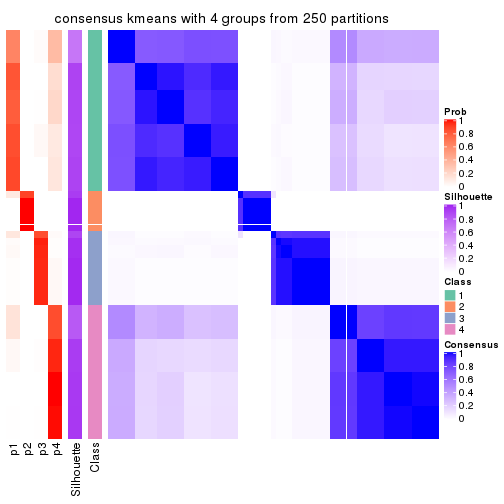 consensus kmeans with 4 groups from 250 partitions
Prob
1
0.8
0.6
0.4
0.2
0
Silhouette
1
0.8
0.6
0.4
0.2
0
Class
1
2
3
4
Consensus
1
0.8
0.6
0.4
0.2
0
p1
p2
p3
p4
Silhouette
Class